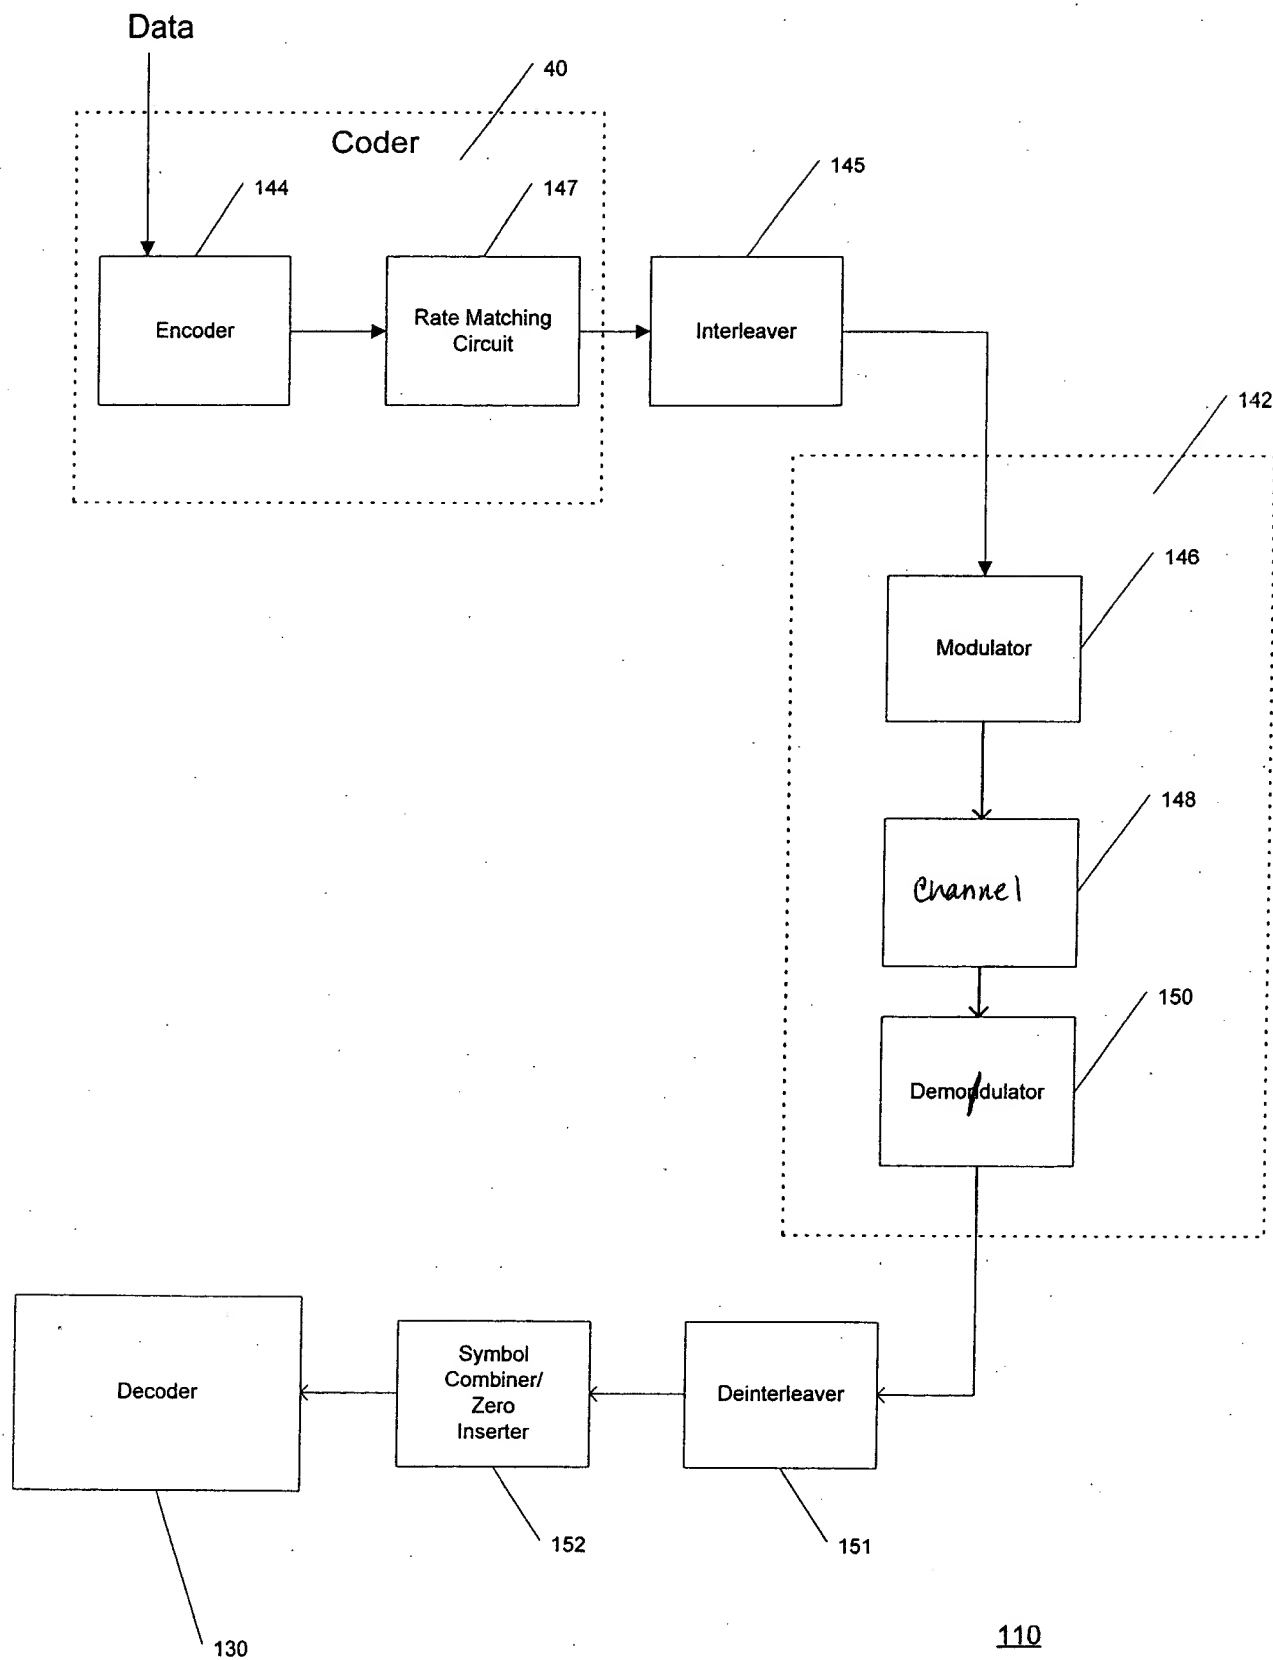 Data
40
Coder
144
147
145
Encoder
Rate Matching
Circuit
Interleaver
142
146
Modulator
148
Channel
150
Demondulator
Decoder
Symbol
Combiner/
Zero
Inserter
Deinterleaver
152
151
130
110